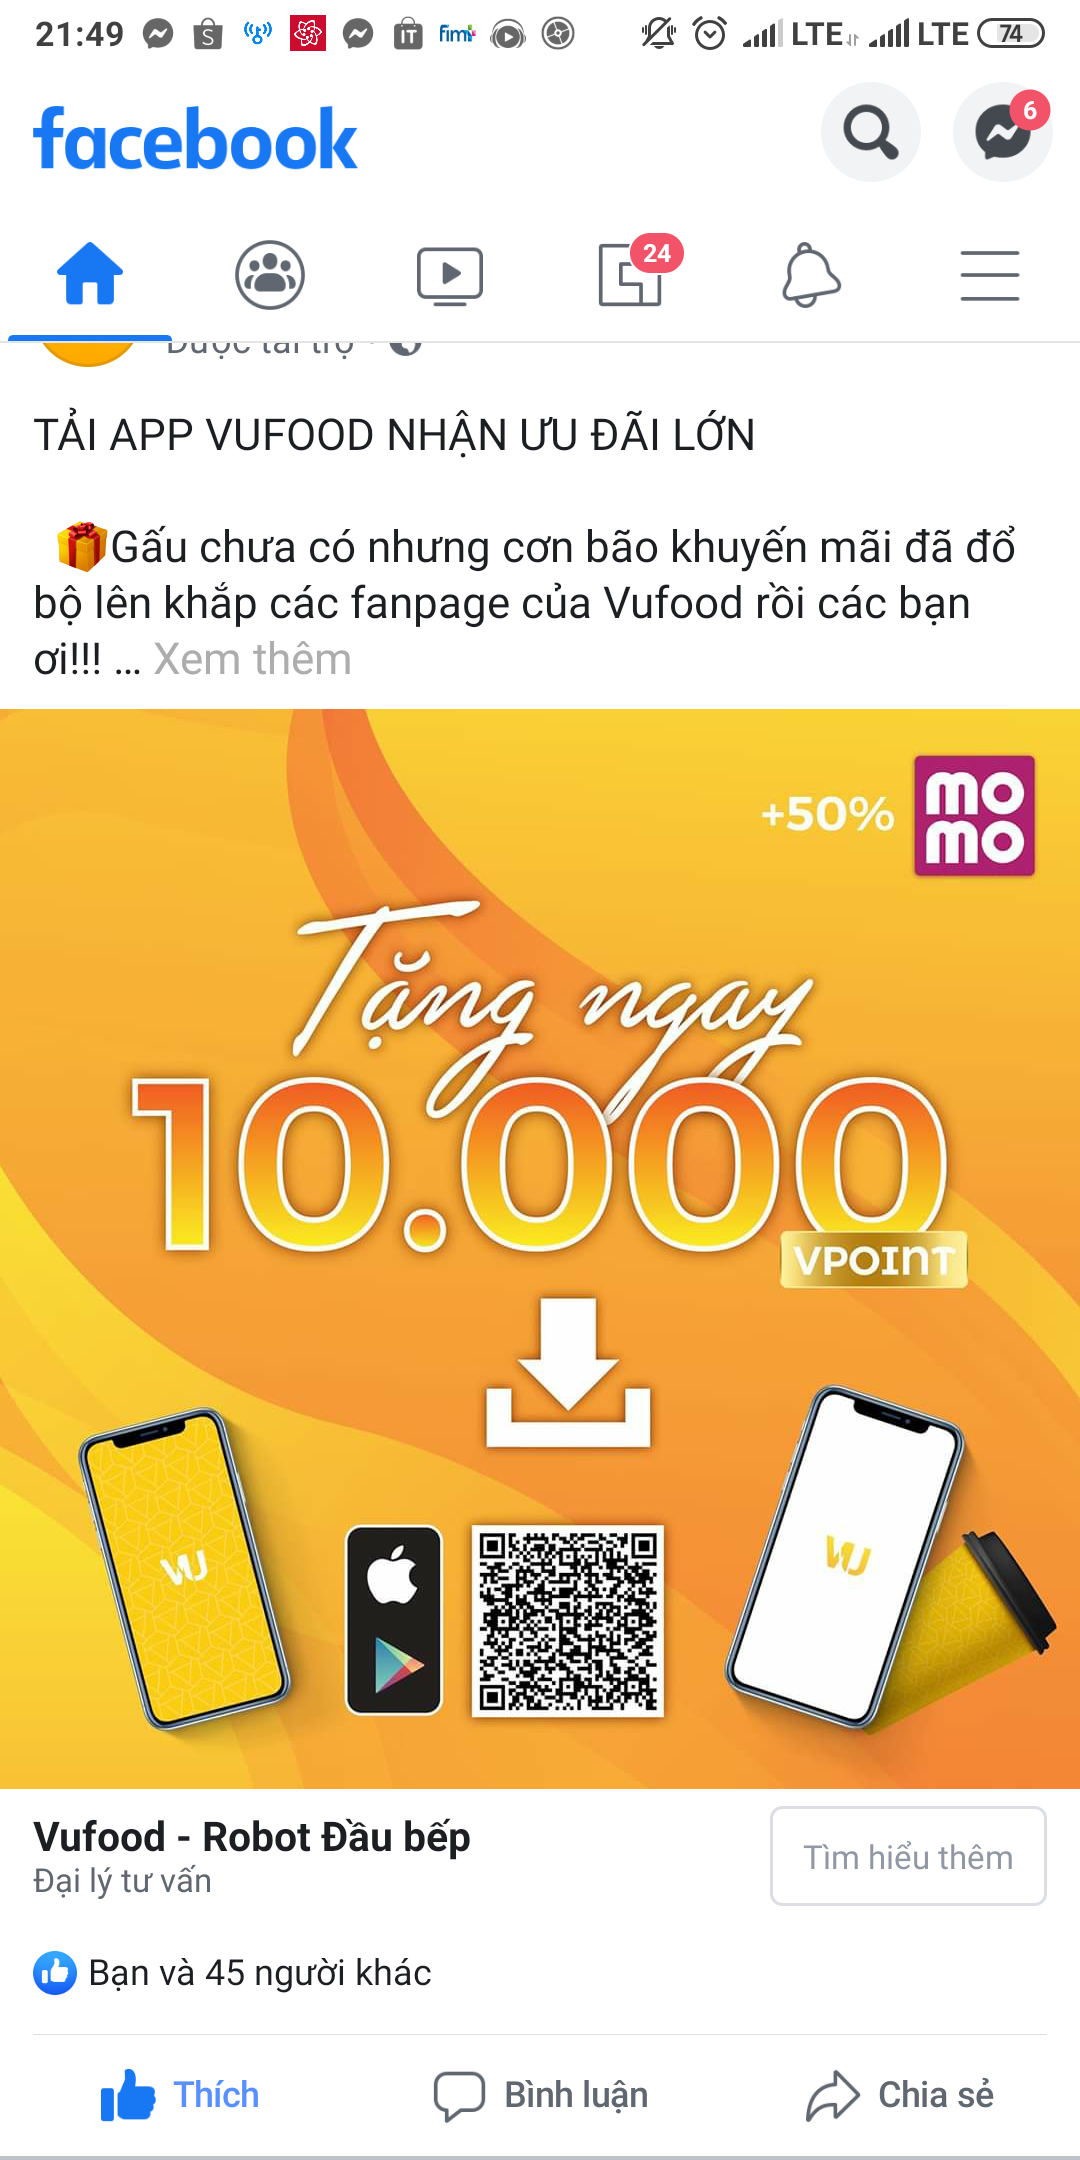 21:49
LTE
LTE
74
facebook
6
24
Được tài trợ ·
TẢI APP VUFOOD NHẬN ƯU ĐÃI LỚN
🎁Gấu chưa có nhưng cơn bão khuyến mãi đã đổ
bộ lên khắp các fanpage của Vufood rồi các bạn
ơi!!! ... Xem thêm
+50%
mo
mo
Tặng ngay
10.000
VPOINT
VU
VU
Vufood - Robot Đầu bếp
Đại lý tư vấn
Tìm hiểu thêm
Bạn và 45 người khác
Thích
Bình luận
Chia sẻ